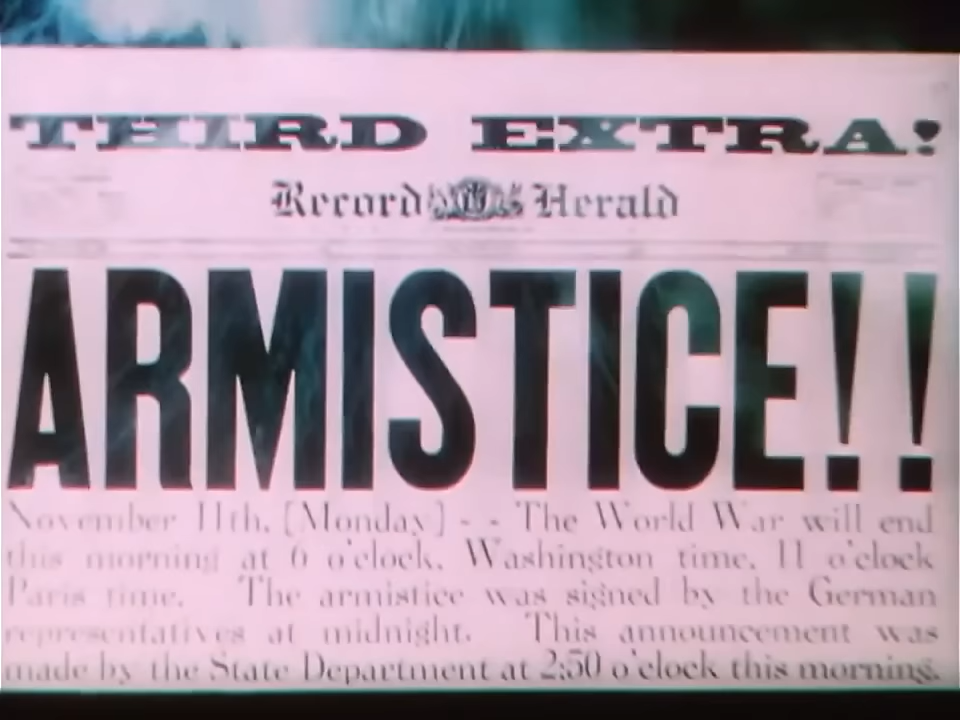 THIRD EXTRA!
Record Herald
ARMISTICE!!
November 11th, [Monday] - - The World War will end
this morning at 6 o'clock, Washington time, 11 o'clock
Paris time. The armistice was signed by the German
representatives at midnight. This announcement was
made by the State Department at 2:50 o'clock this morning.